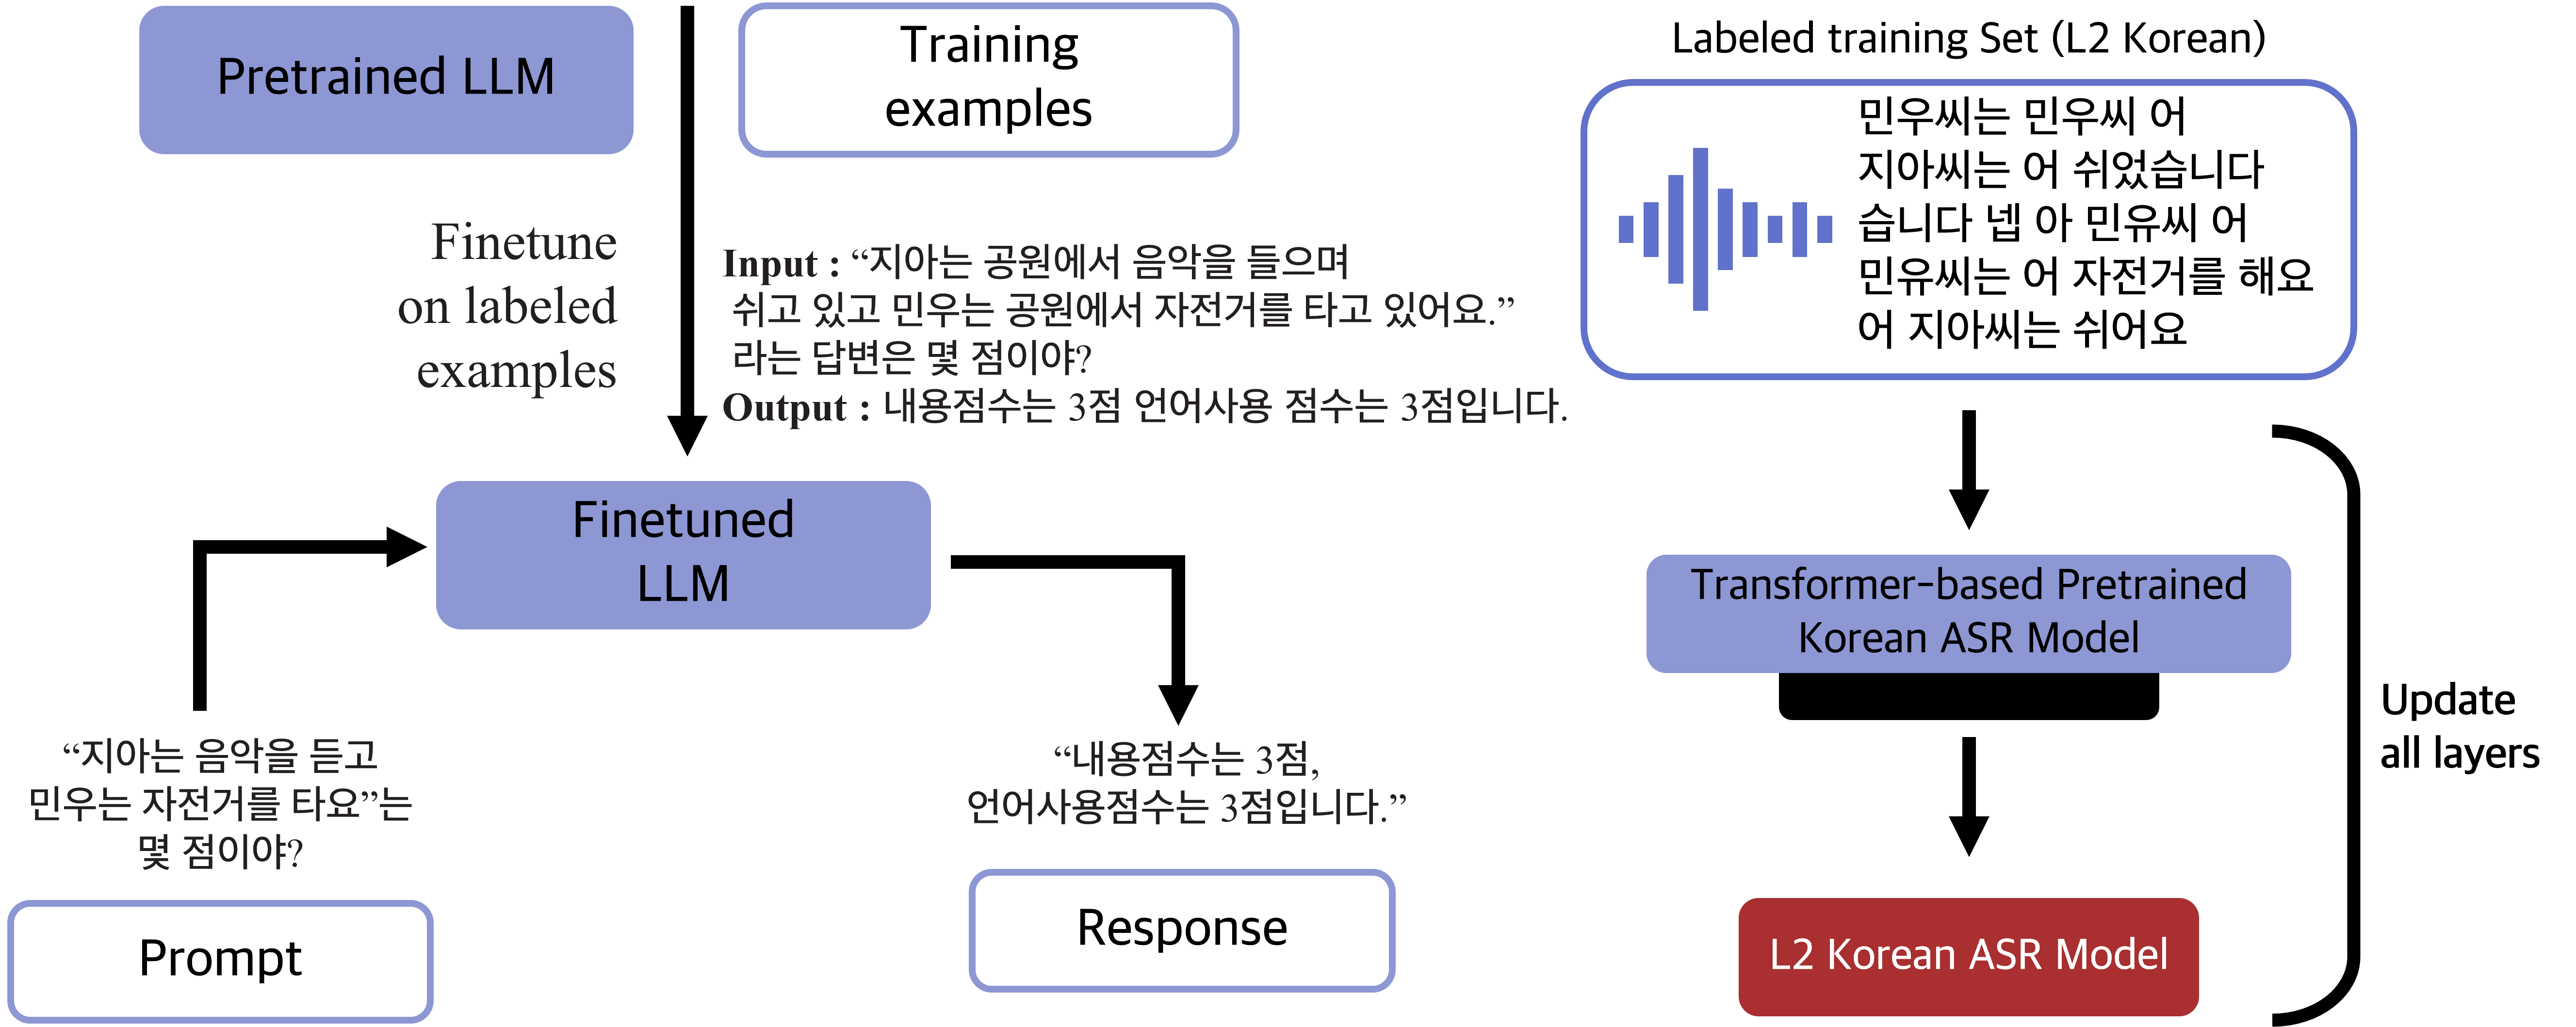 Pretrained LLM
Training
examples
Finetune
on labeled
examples
Input : “지아는 공원에서 음악을 들으며
쉬고 있고 민우는 공원에서 자전거를 타고 있어요.”
라는 답변은 몇 점이야?
Output : 내용점수는 3점 언어사용 점수는 3점입니다.
Finetuned
LLM
“지아는 음악을 듣고
민우는 자전거를 타요”는
몇 점이야?
Prompt
“내용점수는 3점,
언어사용점수는 3점입니다.”
Response
Labeled training Set (L2 Korean)
민우씨는 민우씨 어
지아씨는 어 쉬었습니다
습니다 넵 아 민유씨 어
민유씨는 어 자전거를 해요
어 지아씨는 쉬어요
Transformer-based Pretrained
Korean ASR Model
Update
all layers
L2 Korean ASR Model